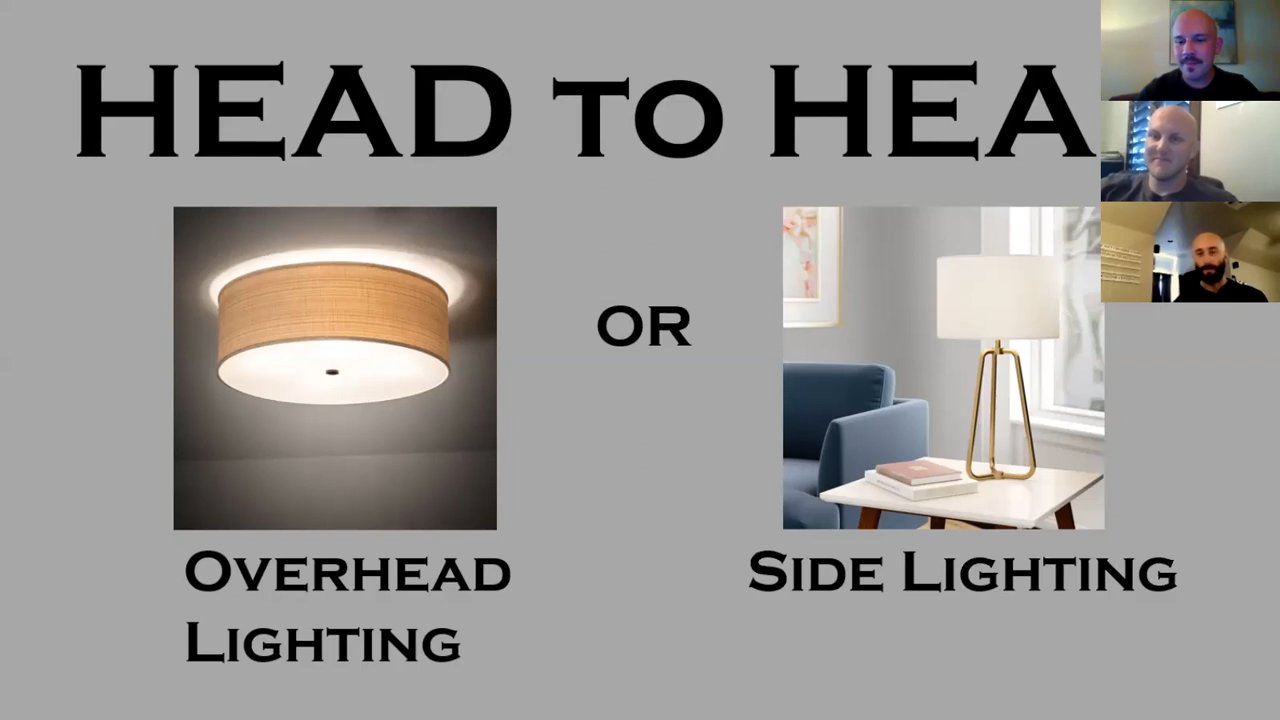 HEAD TO HEA
OR
OVERHEAD
LIGHTING
SIDE LIGHTING